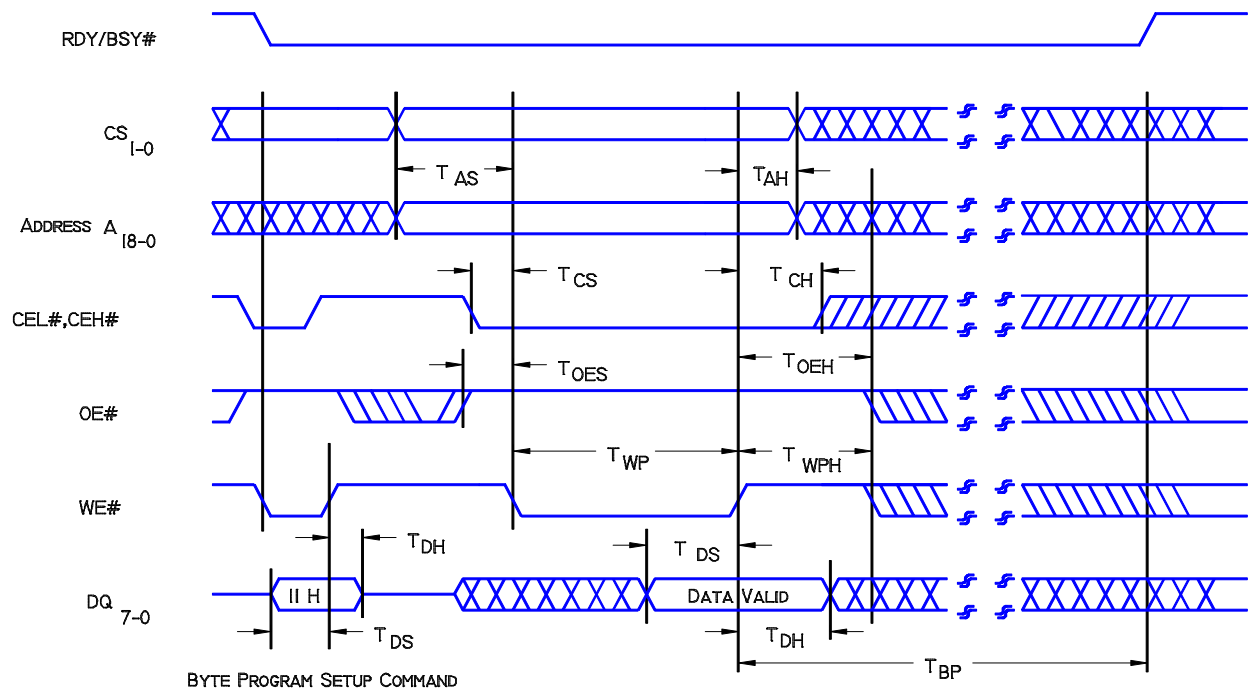 RDY/BSY#
CS 1-0
T AS
T AH
ADDRESS A 18-0
T CS
T CH
CEL#,CEH#
T OES
T OEH
OE#
T WP
T WPH
WE#
T DH
T DS
DQ 7-0
11 H
DATA VALID
T DS
T DH
T BP
BYTE PROGRAM SETUP COMMAND